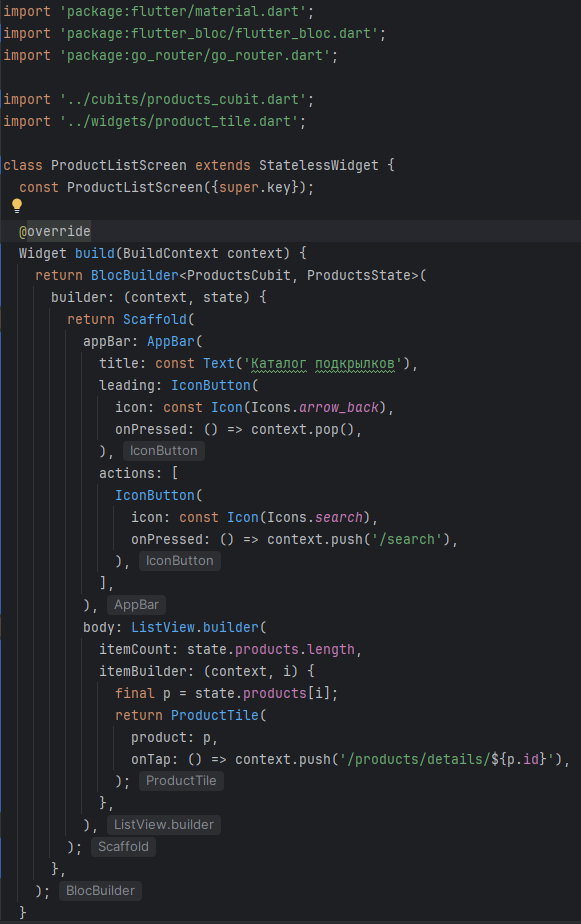 import 'package:flutter/material.dart';
import 'package:flutter_bloc/flutter_bloc.dart';
import 'package:go_router/go_router.dart';

import '../cubits/products_cubit.dart';
import '../widgets/product_tile.dart';

class ProductListScreen extends StatelessWidget {
  const ProductListScreen({super.key});

  @override
  Widget build(BuildContext context) {
    return BlocBuilder<ProductsCubit, ProductsState>(
      builder: (context, state) {
        return Scaffold(
          appBar: AppBar(
            title: const Text('Каталог подкрылков'),
            leading: IconButton(
              icon: const Icon(Icons.arrow_back),
              onPressed: () => context.pop(),
            ), IconButton
            actions: [
              IconButton(
                icon: const Icon(Icons.search),
                onPressed: () => context.push('/search'),
              ), IconButton
            ],
          ), AppBar
          body: ListView.builder(
            itemCount: state.products.length,
            itemBuilder: (context, i) {
              final p = state.products[i];
              return ProductTile(
                product: p,
                onTap: () => context.push('/products/details/${p.id}'),
              ); ProductTile
            },
          ), ListView.builder
        ); Scaffold
      },
    ); BlocBuilder
  }